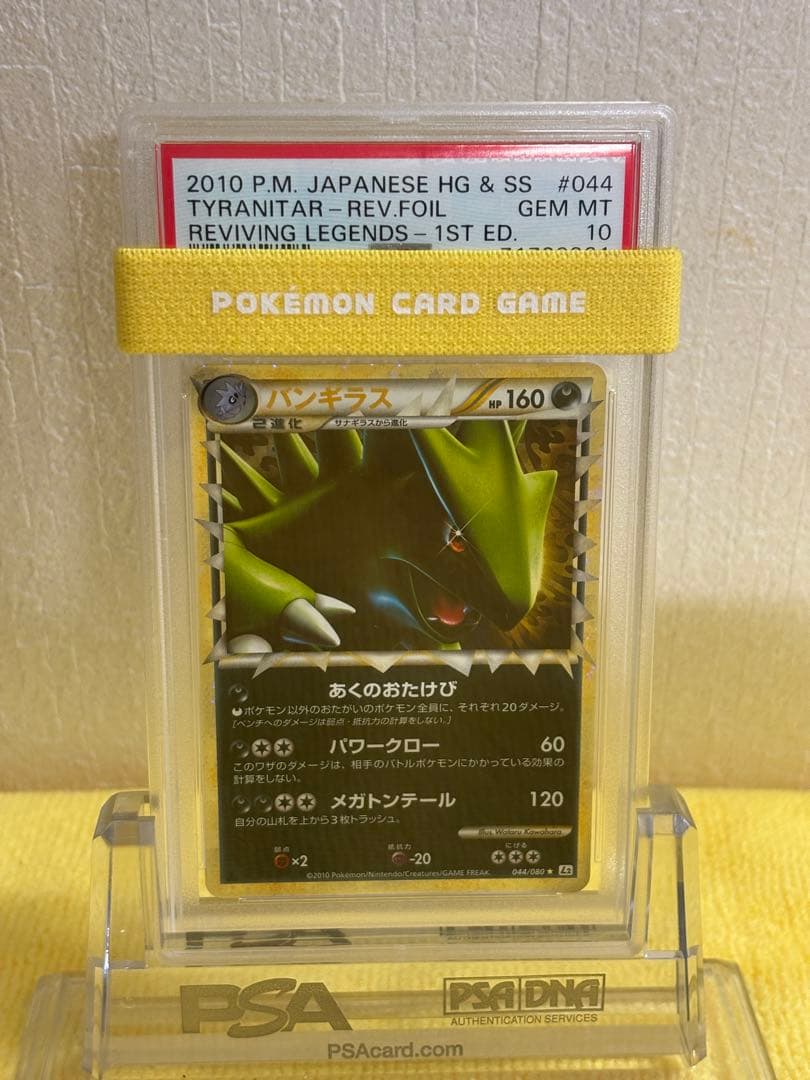 2010 P.M. JAPANESE HG & SS #044
TYRANITAR - REV.FOIL GEM MT
REVIVING LEGENDS - 1ST ED. 10
POKÉMON CARD GAME
バンギラス HP 160
2進化 サナギラスから進化
あくのおたけび
ポケモン以外のおたがいのポケモン全員に、それぞれ20ダメージ。
[ベンチへのダメージは弱点・抵抗力の計算をしない。]
パワークロー 60
このワザのダメージは、相手のバトルポケモンにかかっている効果の
計算をしない。
メガトンテール 120
自分の山札を上から3枚トラッシュ。
Illus. Wataru Kawahara
弱点 ×2 抵抗力 -20 にげる
©2010 Pokémon/Nintendo/Creatures/GAME FREAK. 044/080 ★ L2
PSA PSA DNA
AUTHENTICATION SERVICES
PSAcard.com